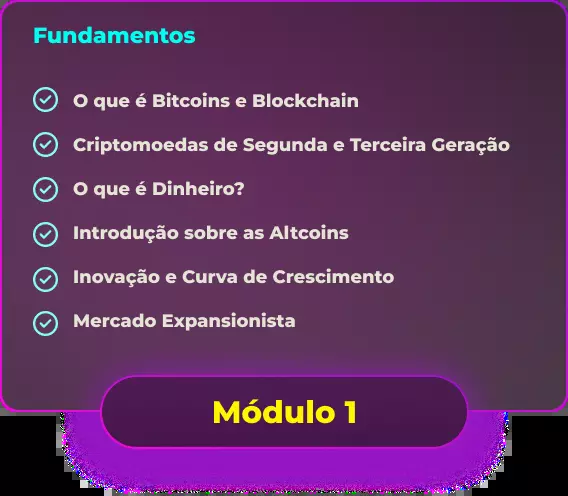 Fundamentos
O que é Bitcoins e Blockchain
Criptomoedas de Segunda e Terceira Geração
O que é Dinheiro?
Introdução sobre as Altcoins
Inovação e Curva de Crescimento
Mercado Expansionista
Módulo 1